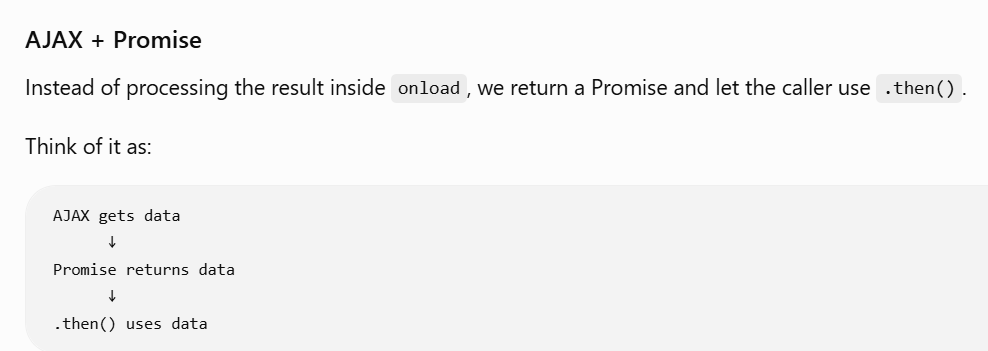 AJAX + Promise
Instead of processing the result inside onload, we return a Promise and let the caller use .then().
Think of it as:
AJAX gets data
↓
Promise returns data
↓
.then() uses data